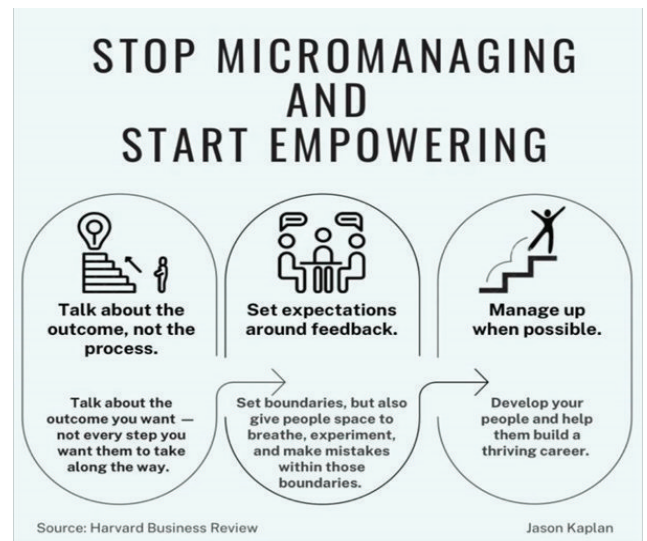 STOP MICROMANAGING
AND
START EMPOWERING
Talk about the
outcome, not the
process.
Talk about the
outcome you want —
not every step you
want them to take
along the way.
Set expectations
around feedback.
Set boundaries, but also
give people space to
breathe, experiment,
and make mistakes
within those
boundaries.
Manage up
when possible.
Develop your
people and help
them build a
thriving career.
Source: Harvard Business Review
Jason Kaplan